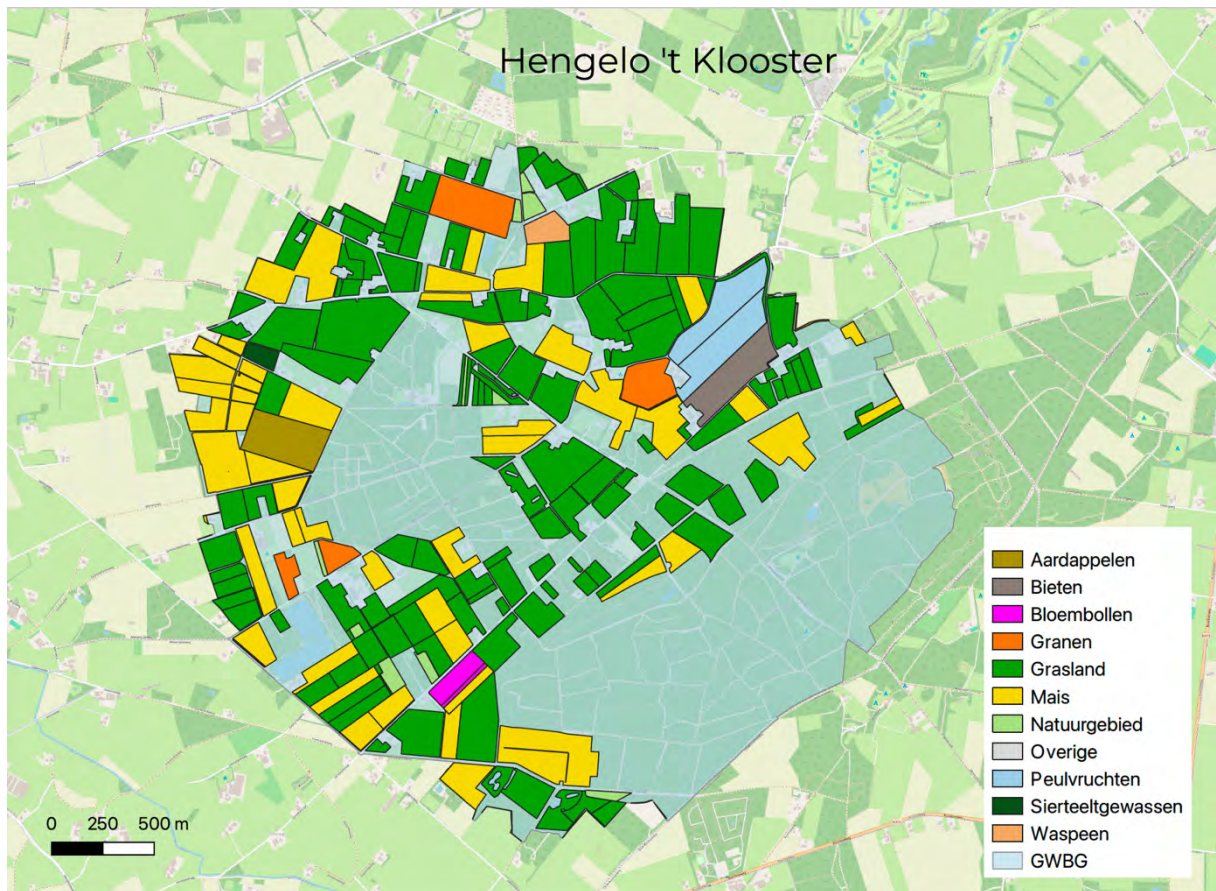 Hengelo 't Klooster
Aardappelen
Bieten
Bloembollen
Granen
Grasland
Mais
Natuurgebied
Overige
Peulvruchten
Sierteeltgewassen
Waspeen
GWBG
0 250 500 m